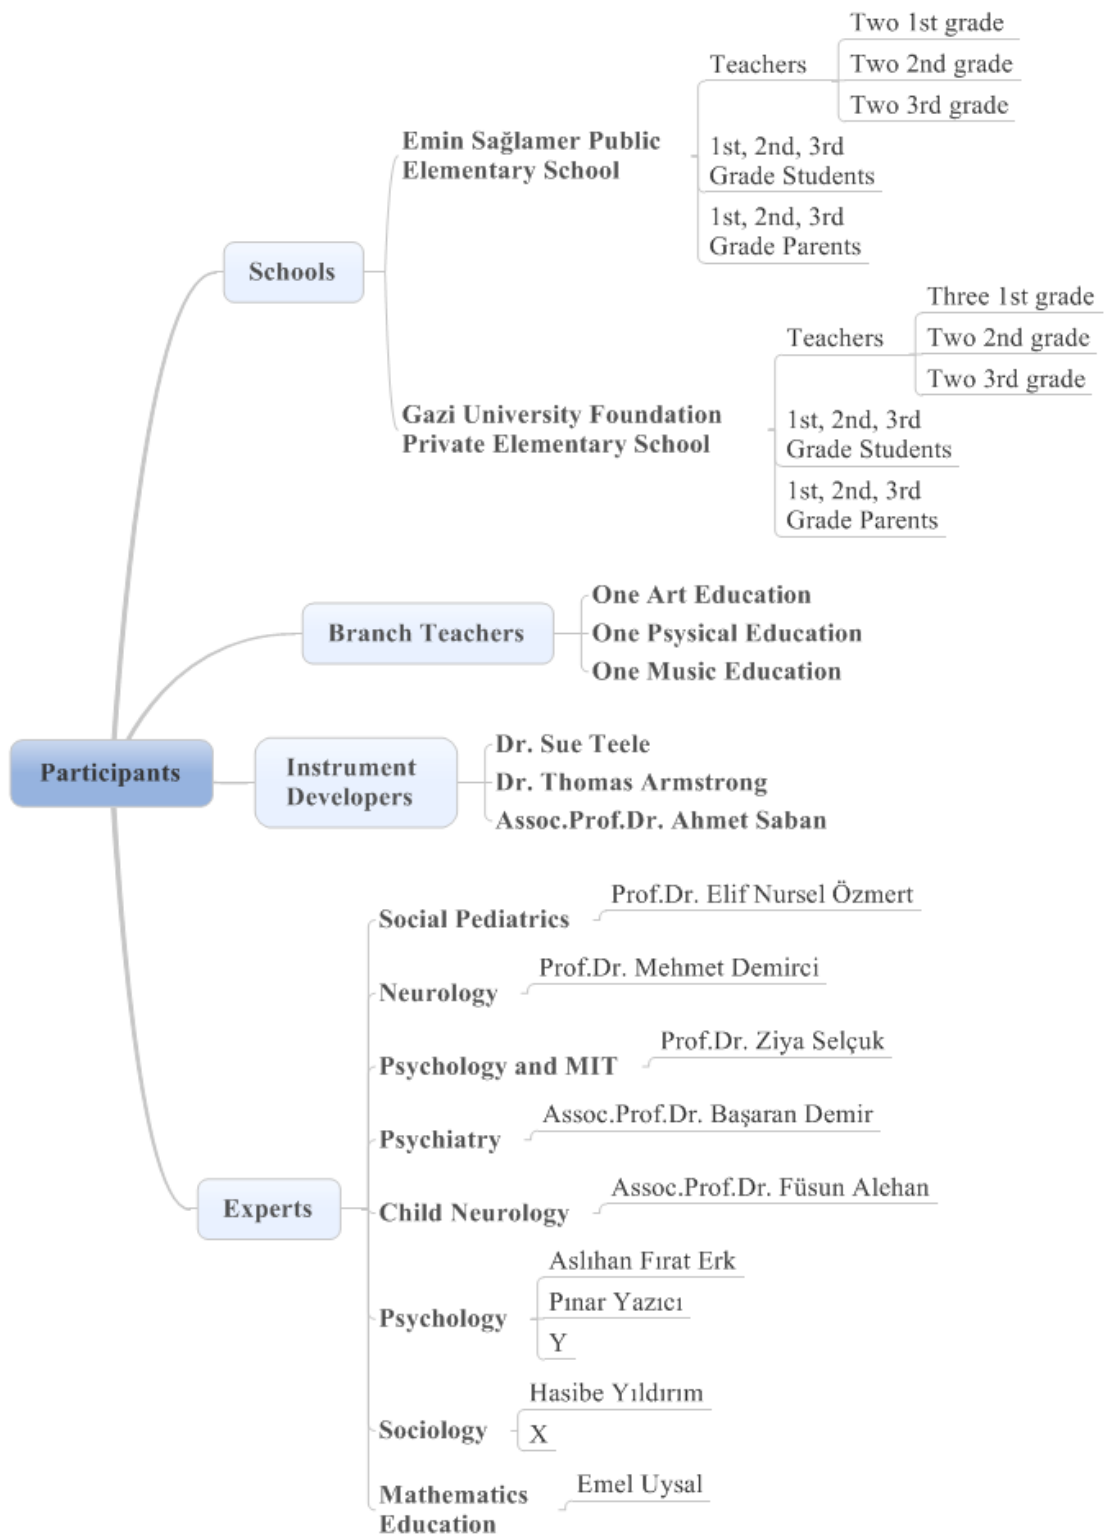 Participants
Schools
Emin Sağlamer Public
Elementary School
Teachers
Two 1st grade
Two 2nd grade
Two 3rd grade
1st, 2nd, 3rd
Grade Students
1st, 2nd, 3rd
Grade Parents
Gazi University Foundation
Private Elementary School
Teachers
Three 1st grade
Two 2nd grade
Two 3rd grade
1st, 2nd, 3rd
Grade Students
1st, 2nd, 3rd
Grade Parents
Branch Teachers
One Art Education
One Psysical Education
One Music Education
Instrument
Developers
Dr. Sue Teele
Dr. Thomas Armstrong
Assoc.Prof.Dr. Ahmet Saban
Experts
Social Pediatrics
Prof.Dr. Elif Nursel Özmert
Neurology
Prof.Dr. Mehmet Demirci
Psychology and MIT
Prof.Dr. Ziya Selçuk
Psychiatry
Assoc.Prof.Dr. Başaran Demir
Child Neurology
Assoc.Prof.Dr. Füsun Alehan
Psychology
Aslıhan Fırat Erk
Pınar Yazıcı
Y
Sociology
Hasibe Yıldırım
X
Mathematics
Education
Emel Uysal